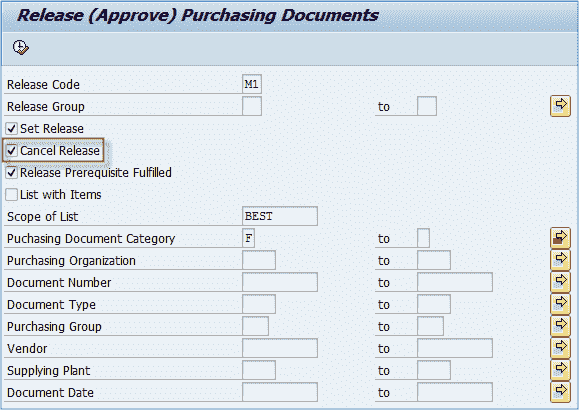 Release (Approve) Purchasing Documents
Release Code M1
Release Group to
Set Release
Cancel Release
Release Prerequisite Fulfilled
List with Items
Scope of List BEST
Puchasing Document Category F to
Purchasing Organization to
Document Number to
Document Type to
Purchasing Group to
Vendor to
Supplying Plant to
Document Date to